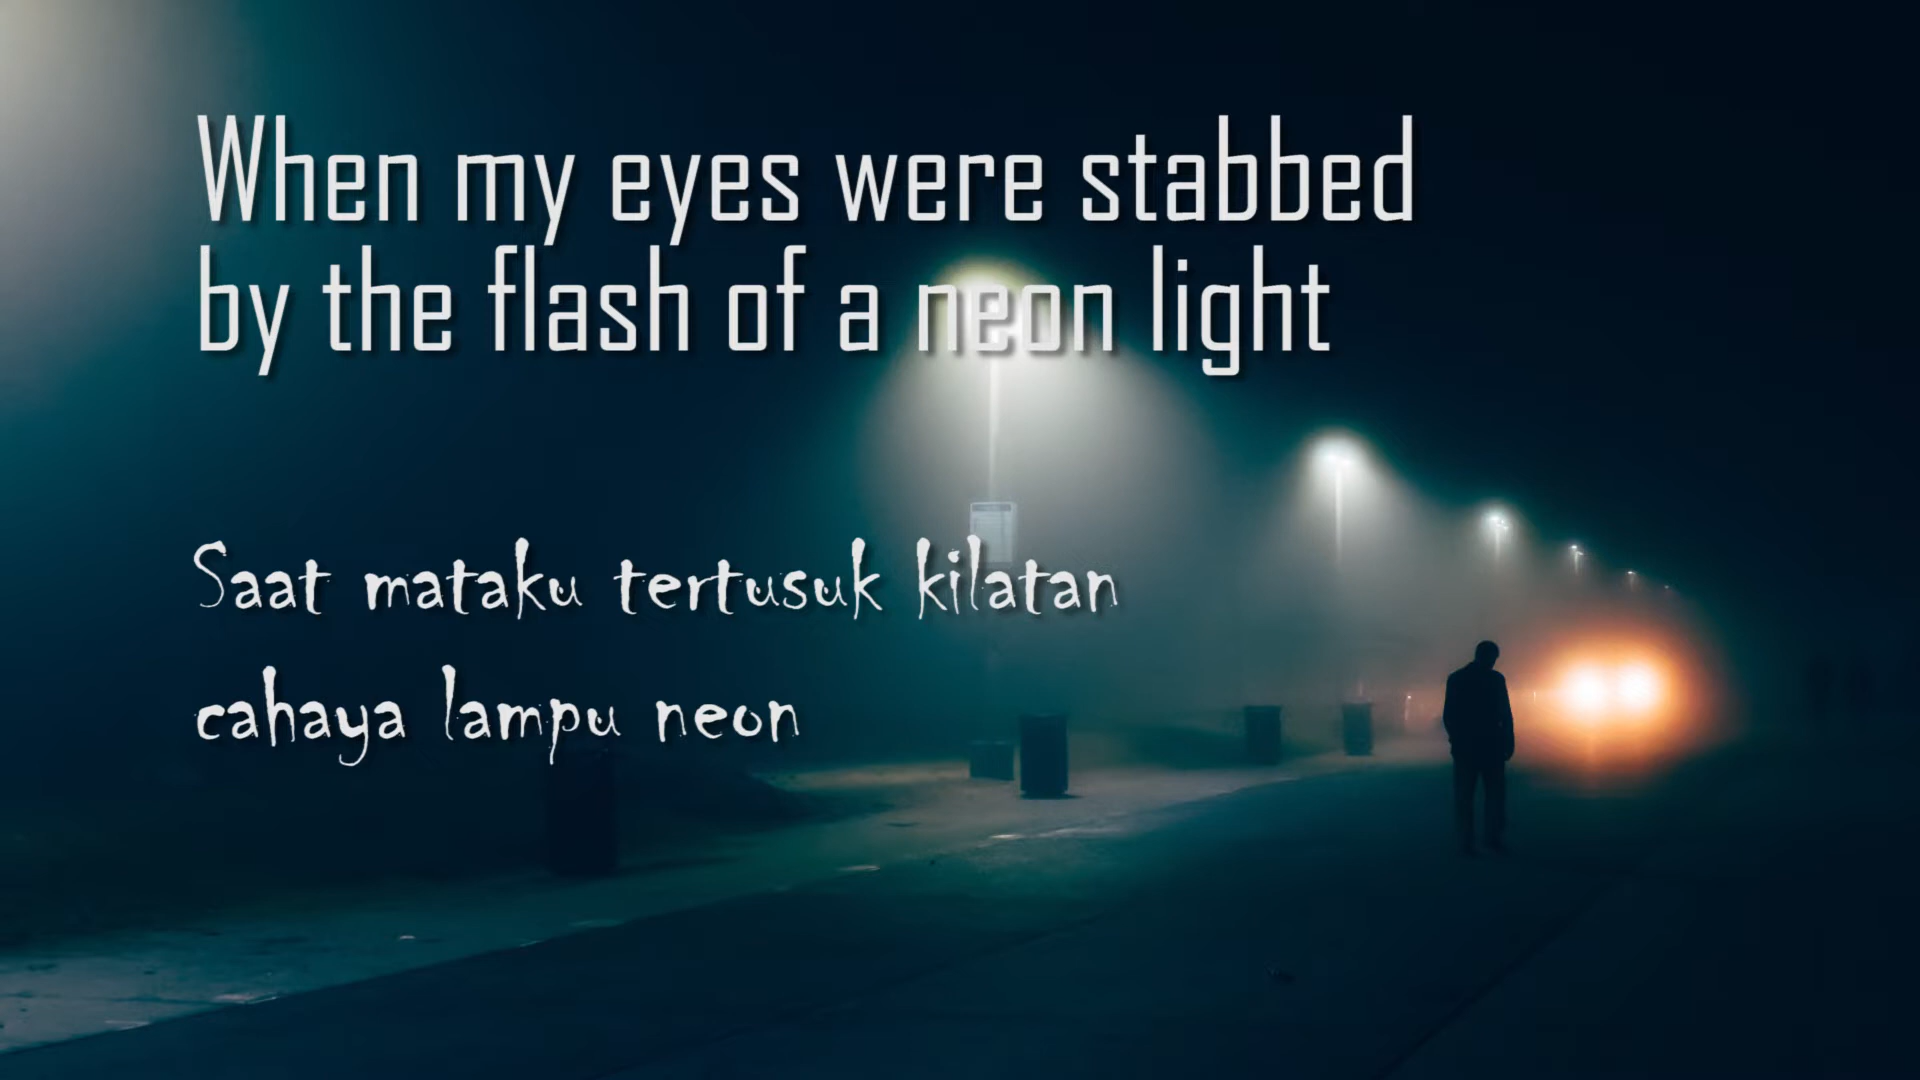 When my eyes were stabbed
by the flash of a neon light
Saat mataku tertusuk kilatan
cahaya lampu neon